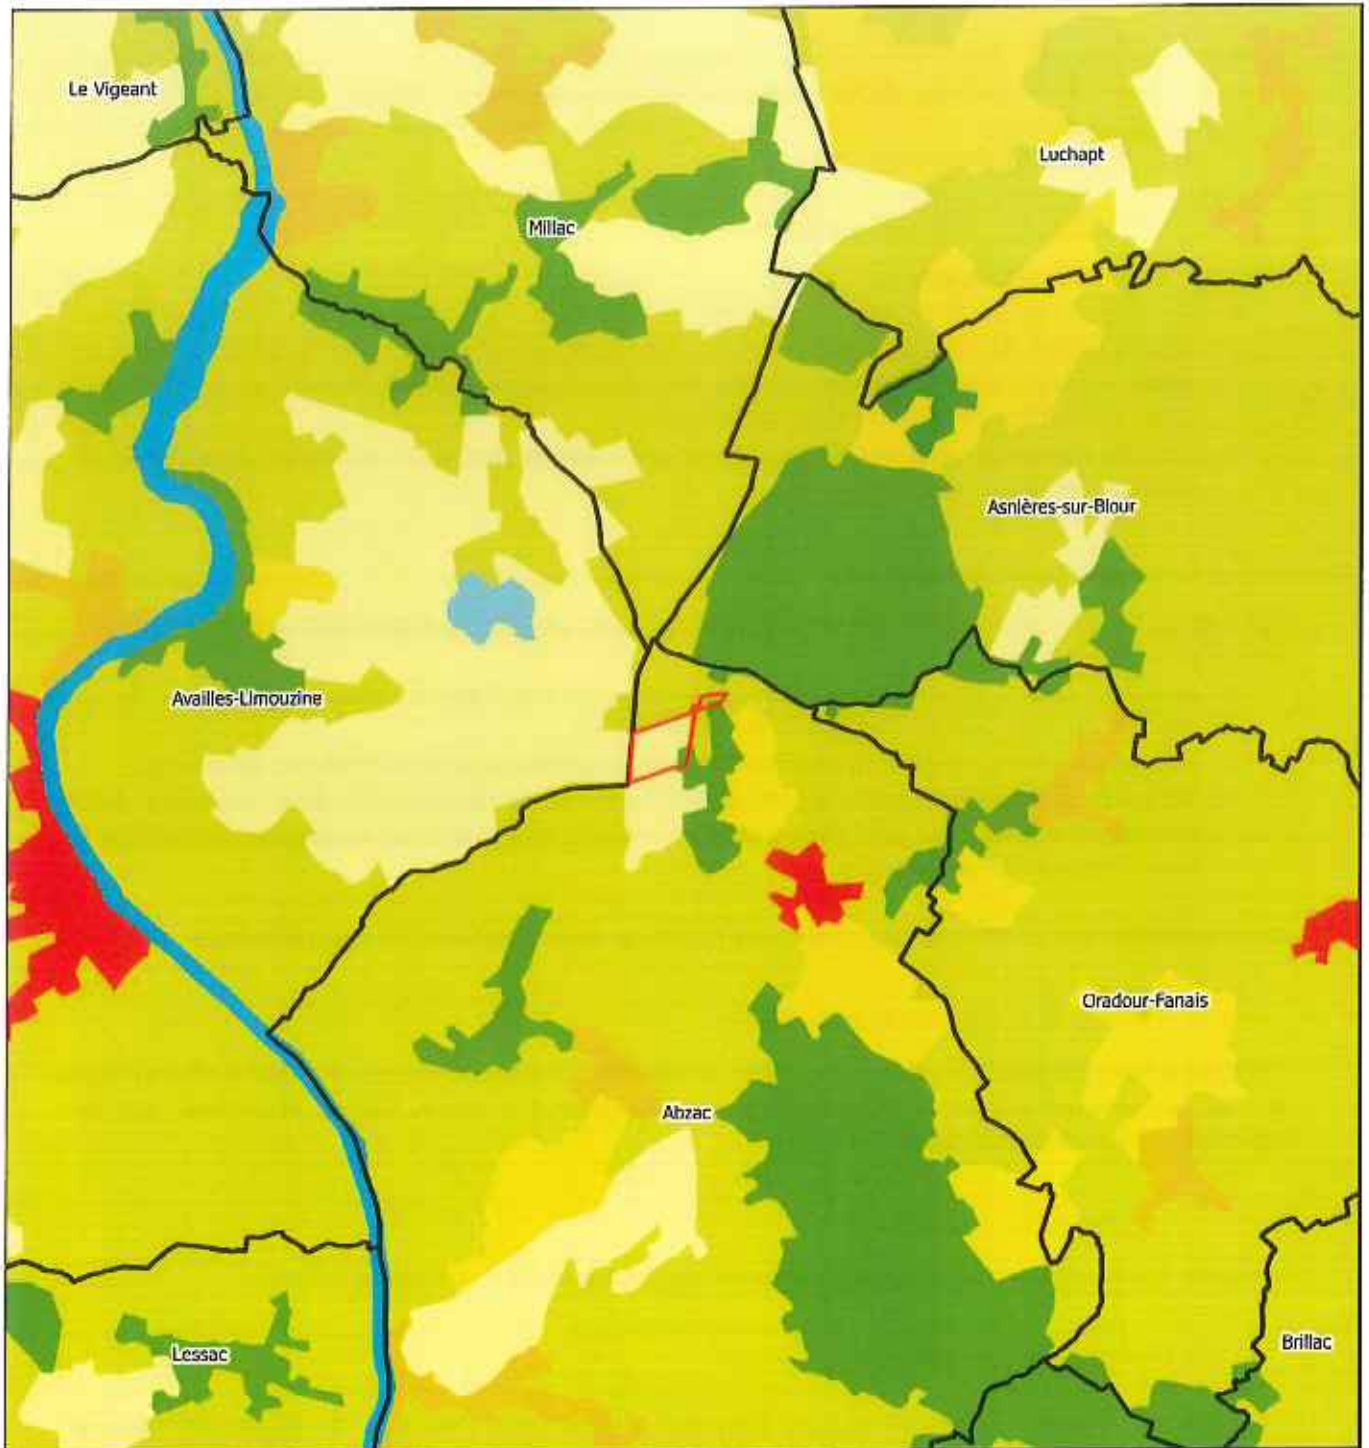 Le Vigeant
Luchapt
Millac
Asnières-sur-Blour
Availles-Limouzine
Oradour-Fanais
Abzac
Brillac
Lessac